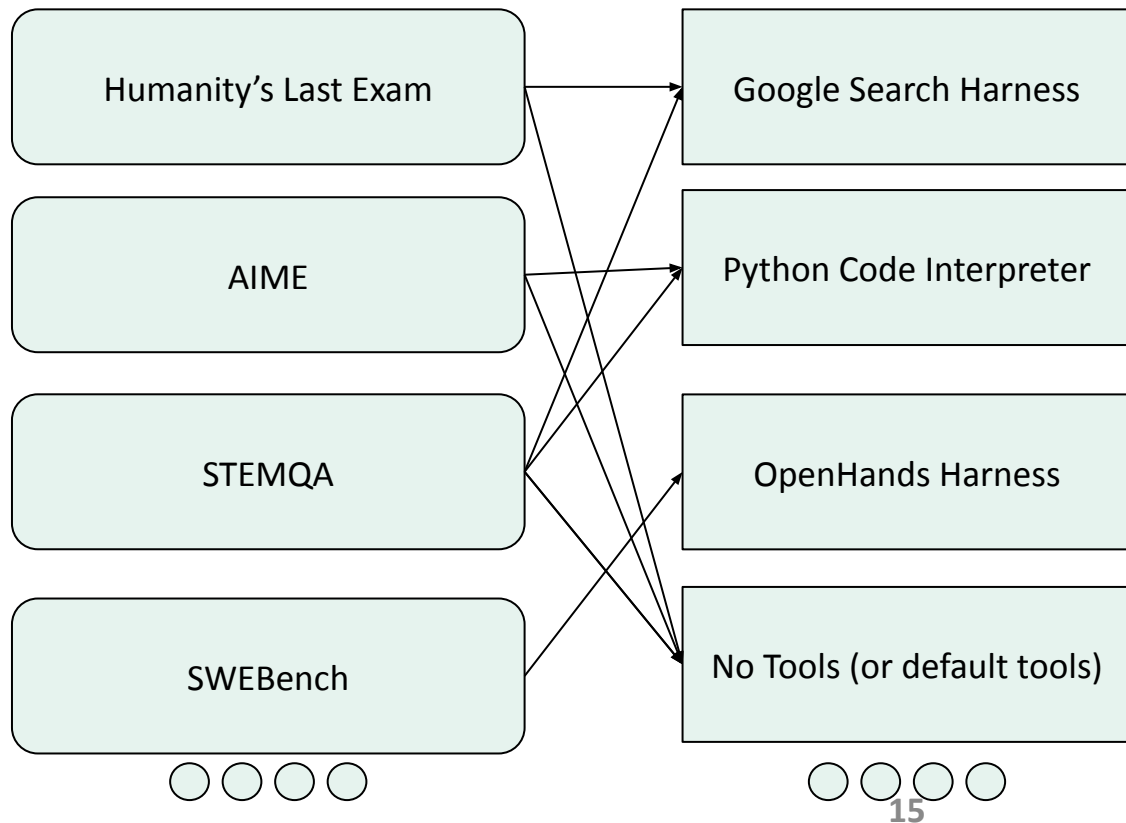 Humanity’s Last Exam
Google Search Harness
AIME
Python Code Interpreter
STEMQA
OpenHands Harness
SWEBench
No Tools (or default tools)
15